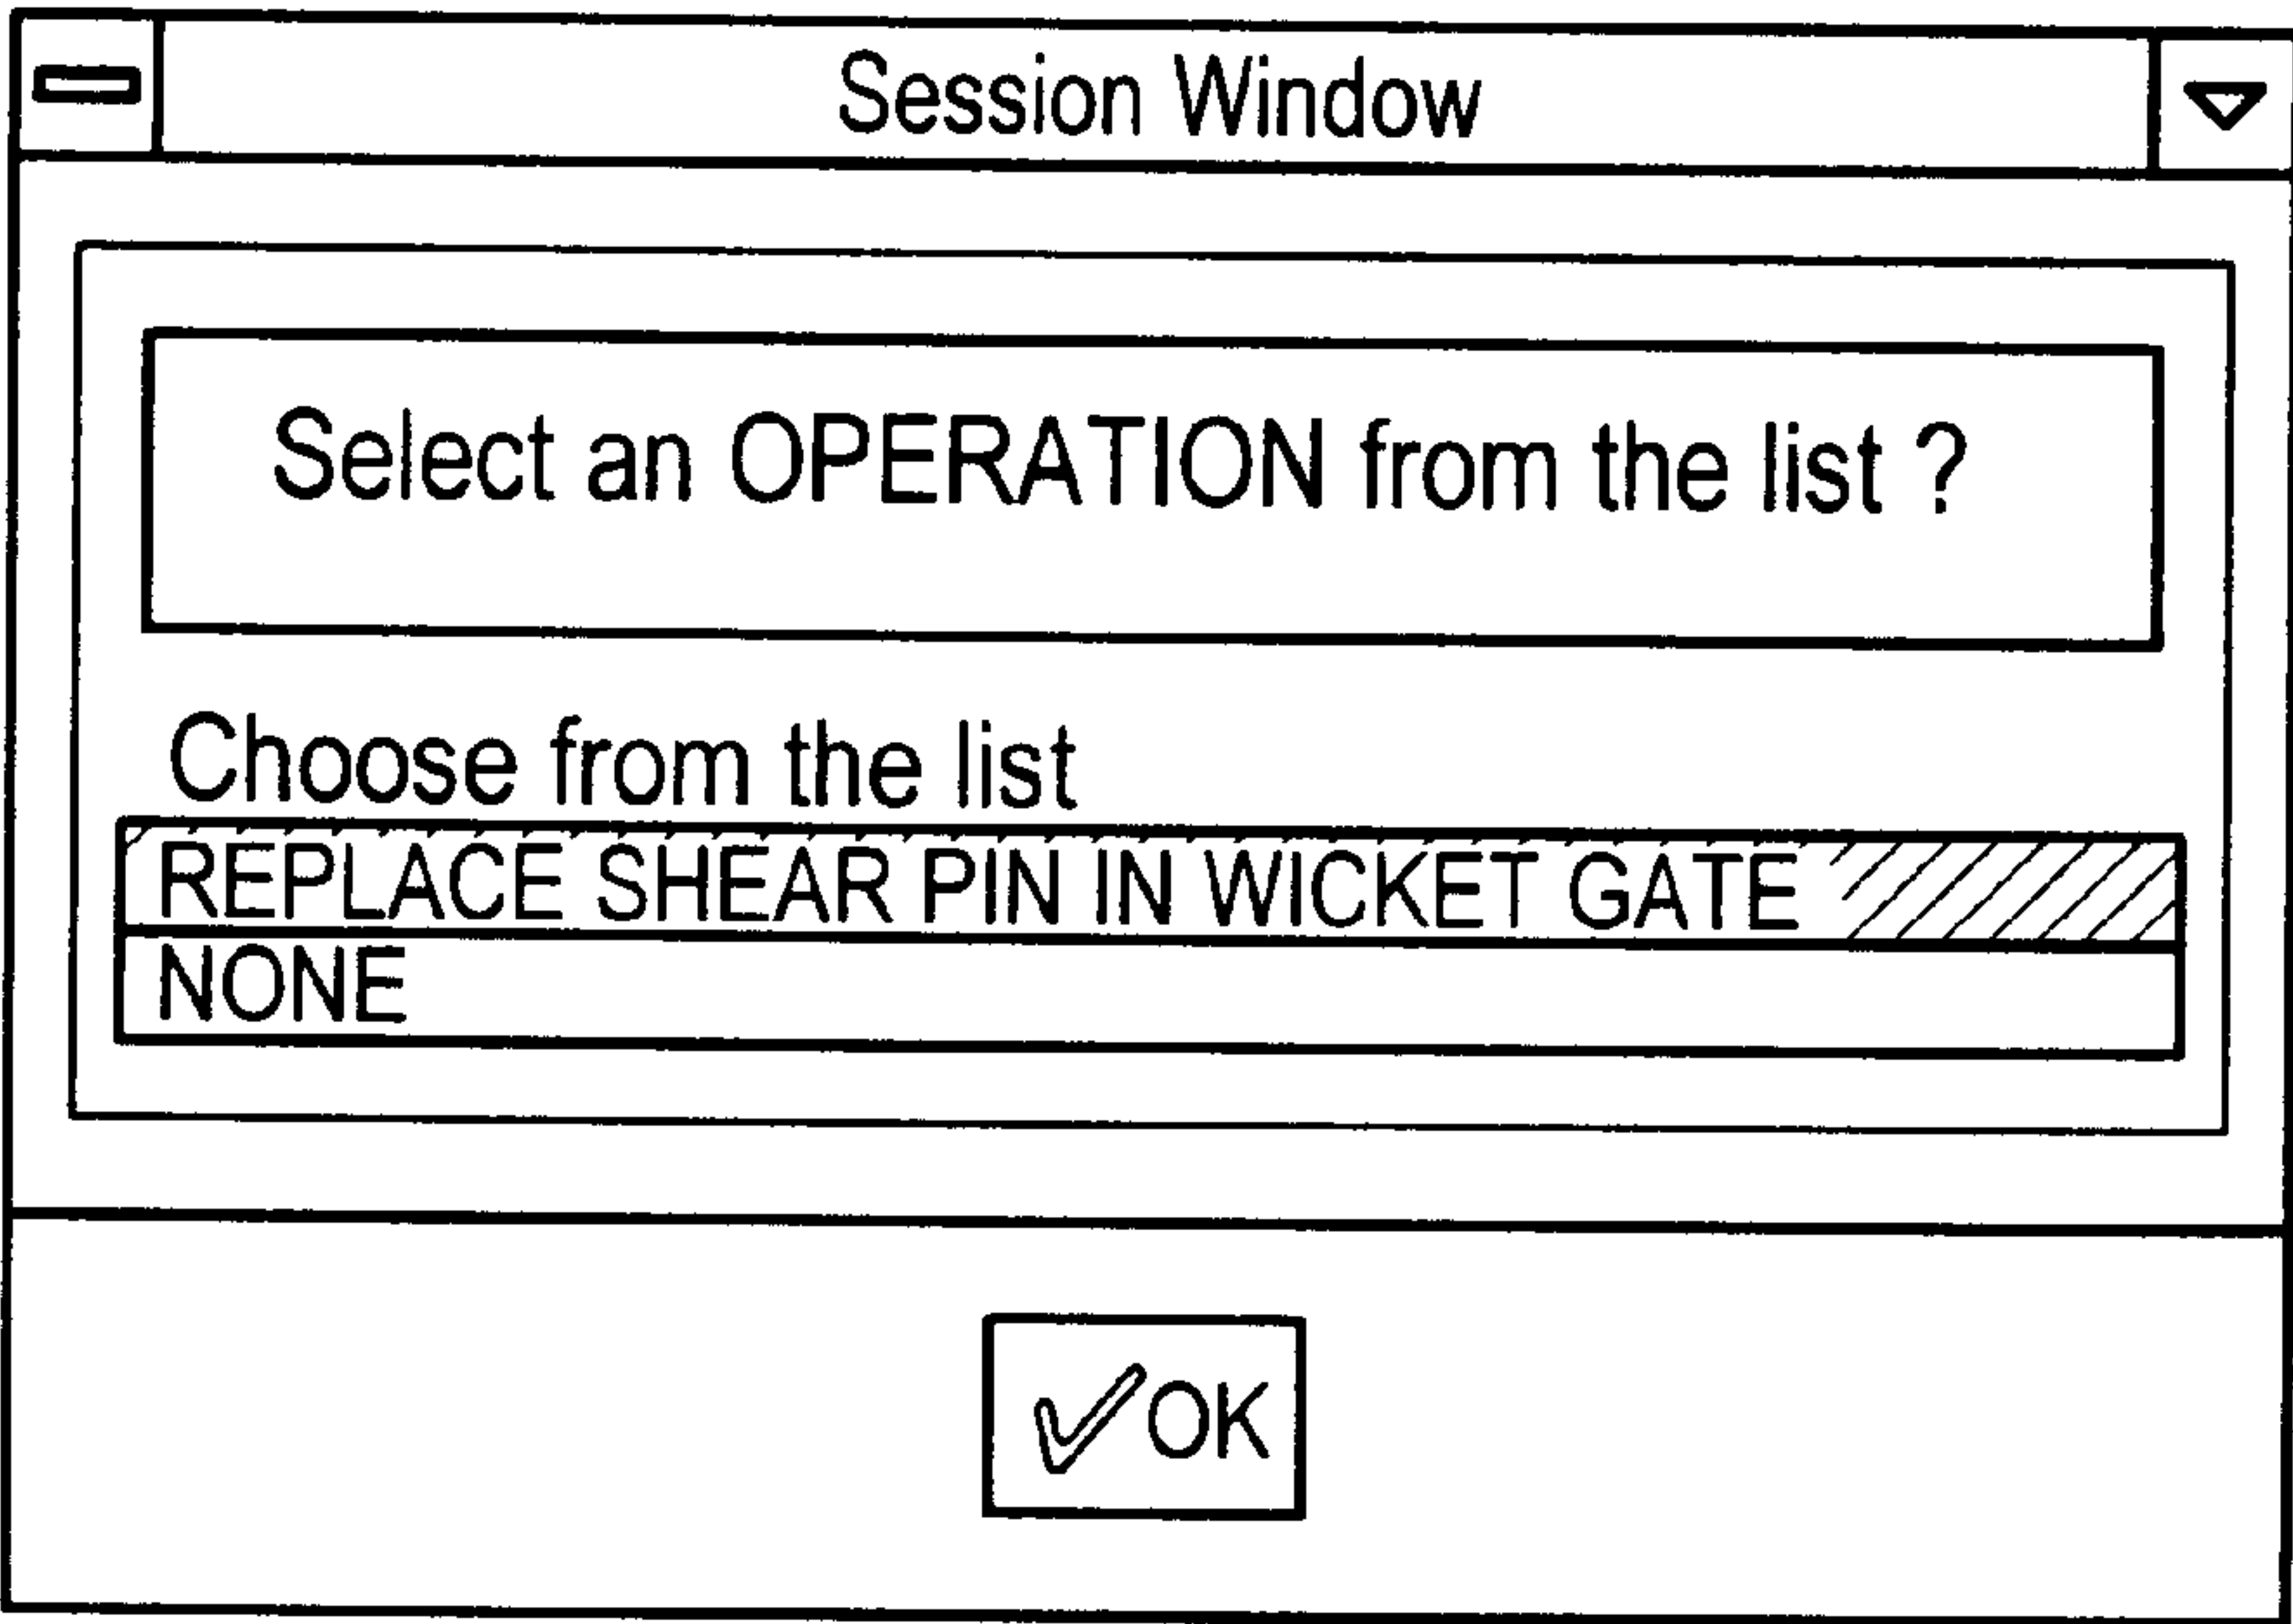 Session Window
Select an OPERATION from the list ?
Choose from the list
REPLACE SHEAR PIN IN WICKET GATE
NONE
OK